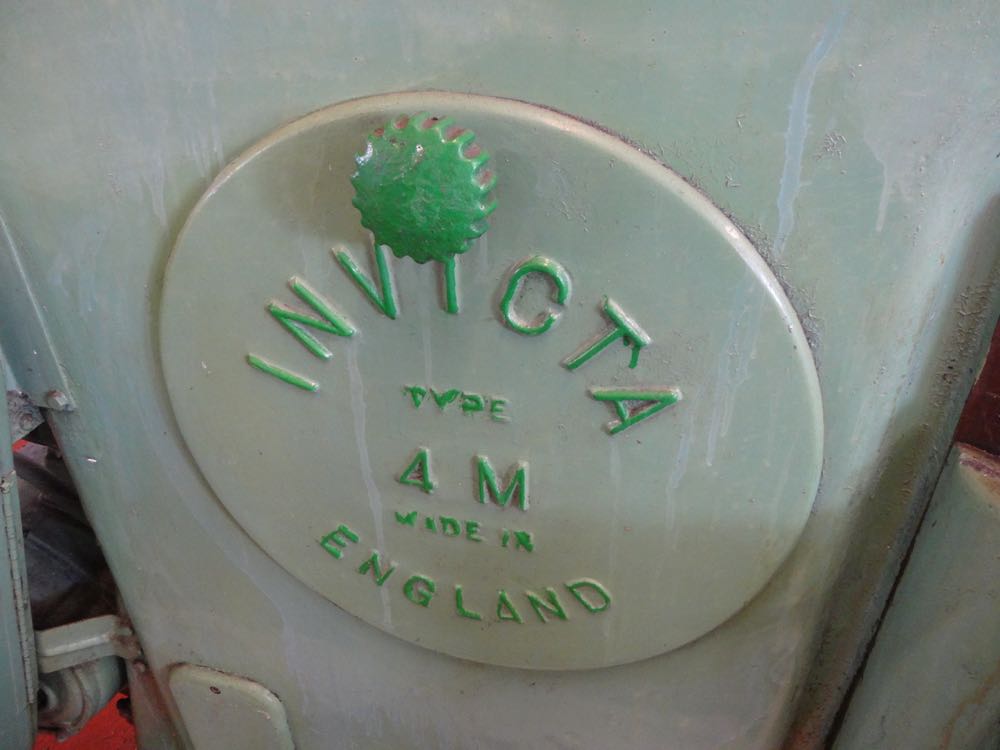 INVICTA
TYPE
4 M
MADE IN
ENGLAND